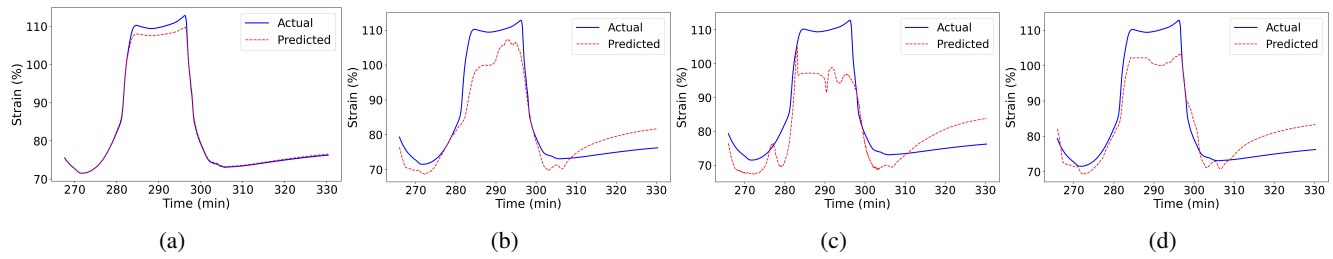 Actual
Predicted
Strain (%)
110
100
90
80
70
270
280
290
300
310
320
330
Time (min)
(a)
Actual
Predicted
Strain (%)
110
100
90
80
70
270
280
290
300
310
320
330
Time (min)
(b)
Actual
Predicted
Strain (%)
110
100
90
80
70
270
280
290
300
310
320
330
Time (min)
(c)
Actual
Predicted
Strain (%)
110
100
90
80
70
270
280
290
300
310
320
330
Time (min)
(d)